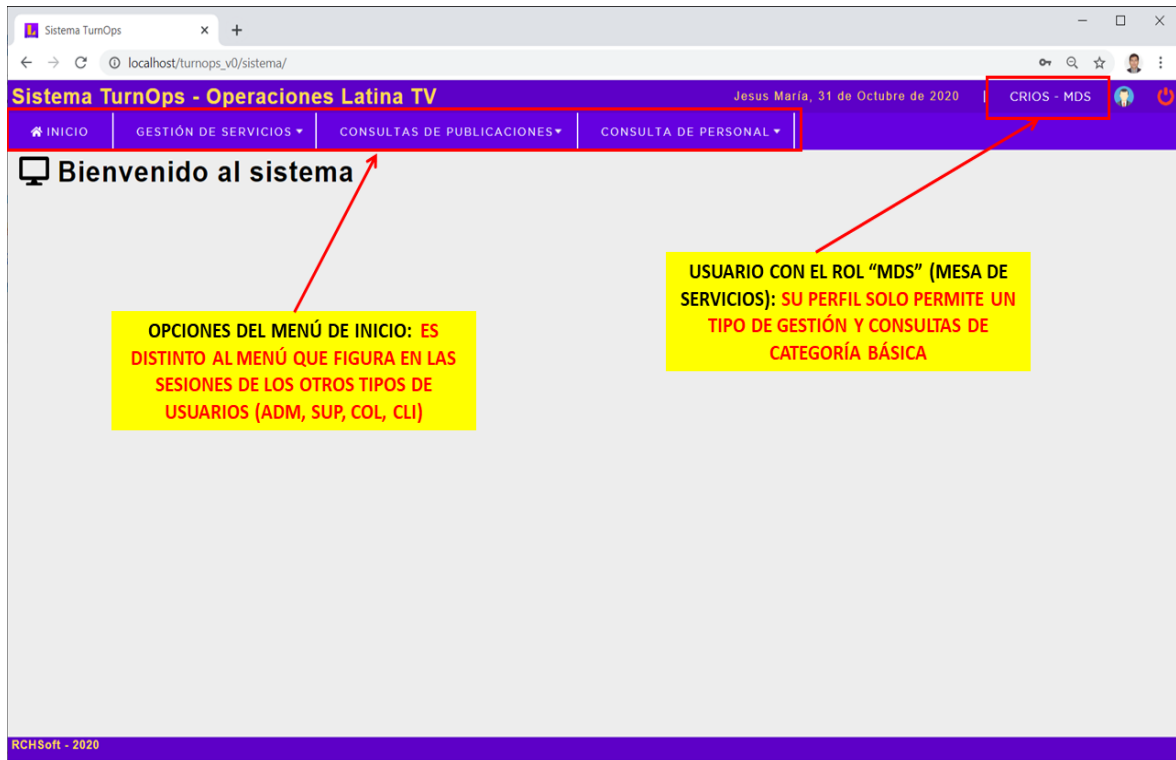 Sistema TurnOps
localhost/turnops_v0/sistema/
Sistema TurnOps - Operaciones Latina TV
Jesus María, 31 de Octubre de 2020
|
CRIOS - MDS
INICIO
GESTIÓN DE SERVICIOS
CONSULTAS DE PUBLICACIONES
CONSULTA DE PERSONAL
Bienvenido al sistema
USUARIO CON EL ROL “MDS” (MESA DE
SERVICIOS): SU PERFIL SOLO PERMITE UN
TIPO DE GESTIÓN Y CONSULTAS DE
CATEGORÍA BÁSICA
OPCIONES DEL MENÚ DE INICIO: ES
DISTINTO AL MENÚ QUE FIGURA EN LAS
SESIONES DE LOS OTROS TIPOS DE
USUARIOS (ADM, SUP, COL, CLI)
RCHSoft - 2020